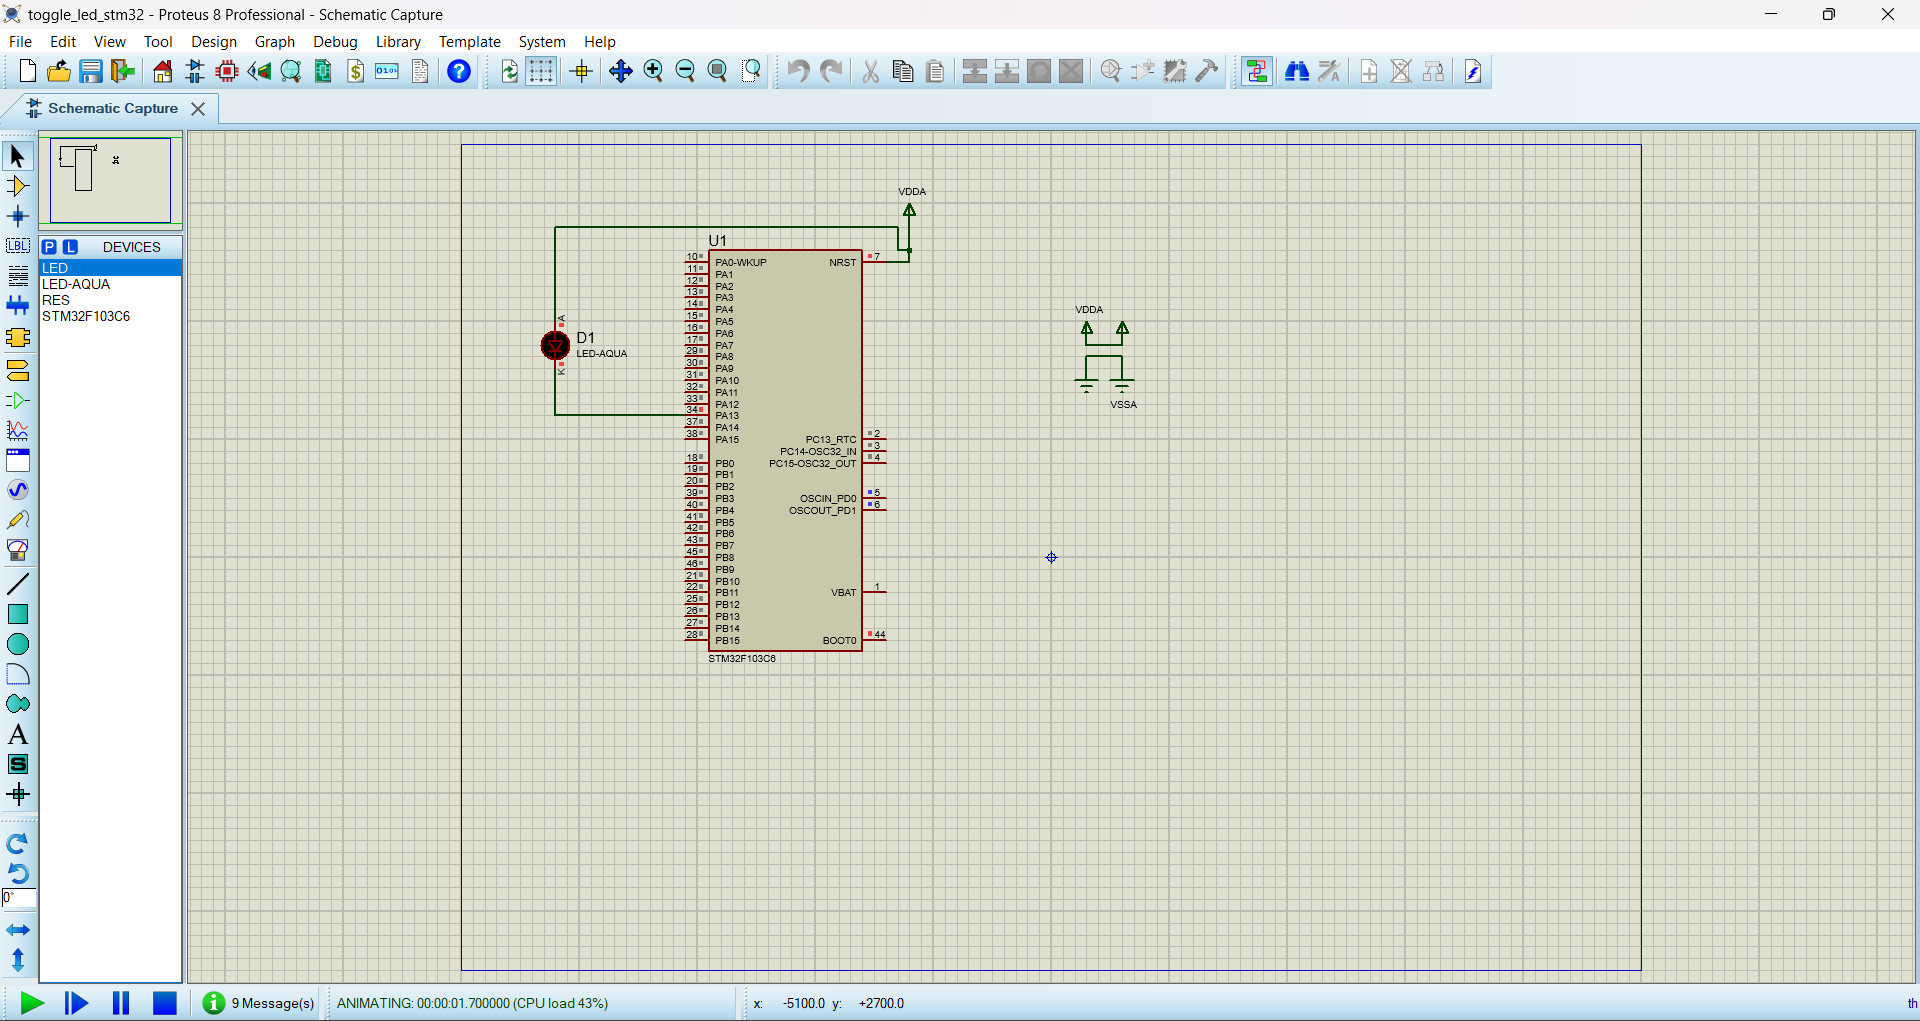 toggle_led_stm32 - Proteus 8 Professional - Schematic Capture
File Edit View Tool Design Graph Debug Library Template System Help
Schematic Capture
P L DEVICES
LED
LED-AQUA
RES
STM32F103C6
LBL
A
S
0°
VDDA
U1
10 PA0-WKUP NRST 7
11 PA1
12 PA2
13 PA3
14 PA4
15 PA5
16 PA6
17 PA7
29 PA8
30 PA9
31 PA10
32 PA11
33 PA12
34 PA13
37 PA14
38 PA15 PC13_RTC 2
PC14-OSC32_IN 3
18 PB0 PC15-OSC32_OUT 4
19 PB1
20 PB2
39 PB3 OSCIN_PD0 5
40 PB4 OSCOUT_PD1 6
41 PB5
42 PB6
43 PB7
45 PB8
46 PB9
21 PB10
22 PB11 VBAT 1
25 PB12
26 PB13
27 PB14
28 PB15 BOOT0 44
STM32F103C6
A
D1
LED-AQUA
K
VDDA
VSSA
9 Message(s) ANIMATING: 00:00:01.700000 (CPU load 43%) x: -5100.0 y: +2700.0 th